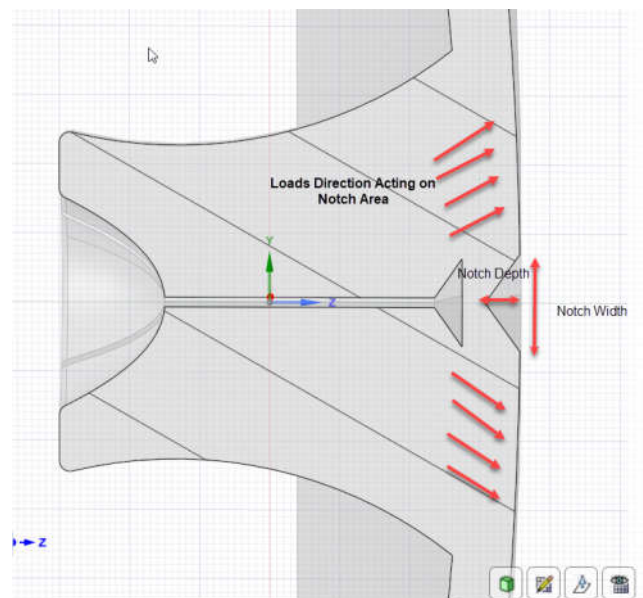 Loads Direction Acting on
Notch Area
Y
Z
Notch Depth
Notch Width
Z